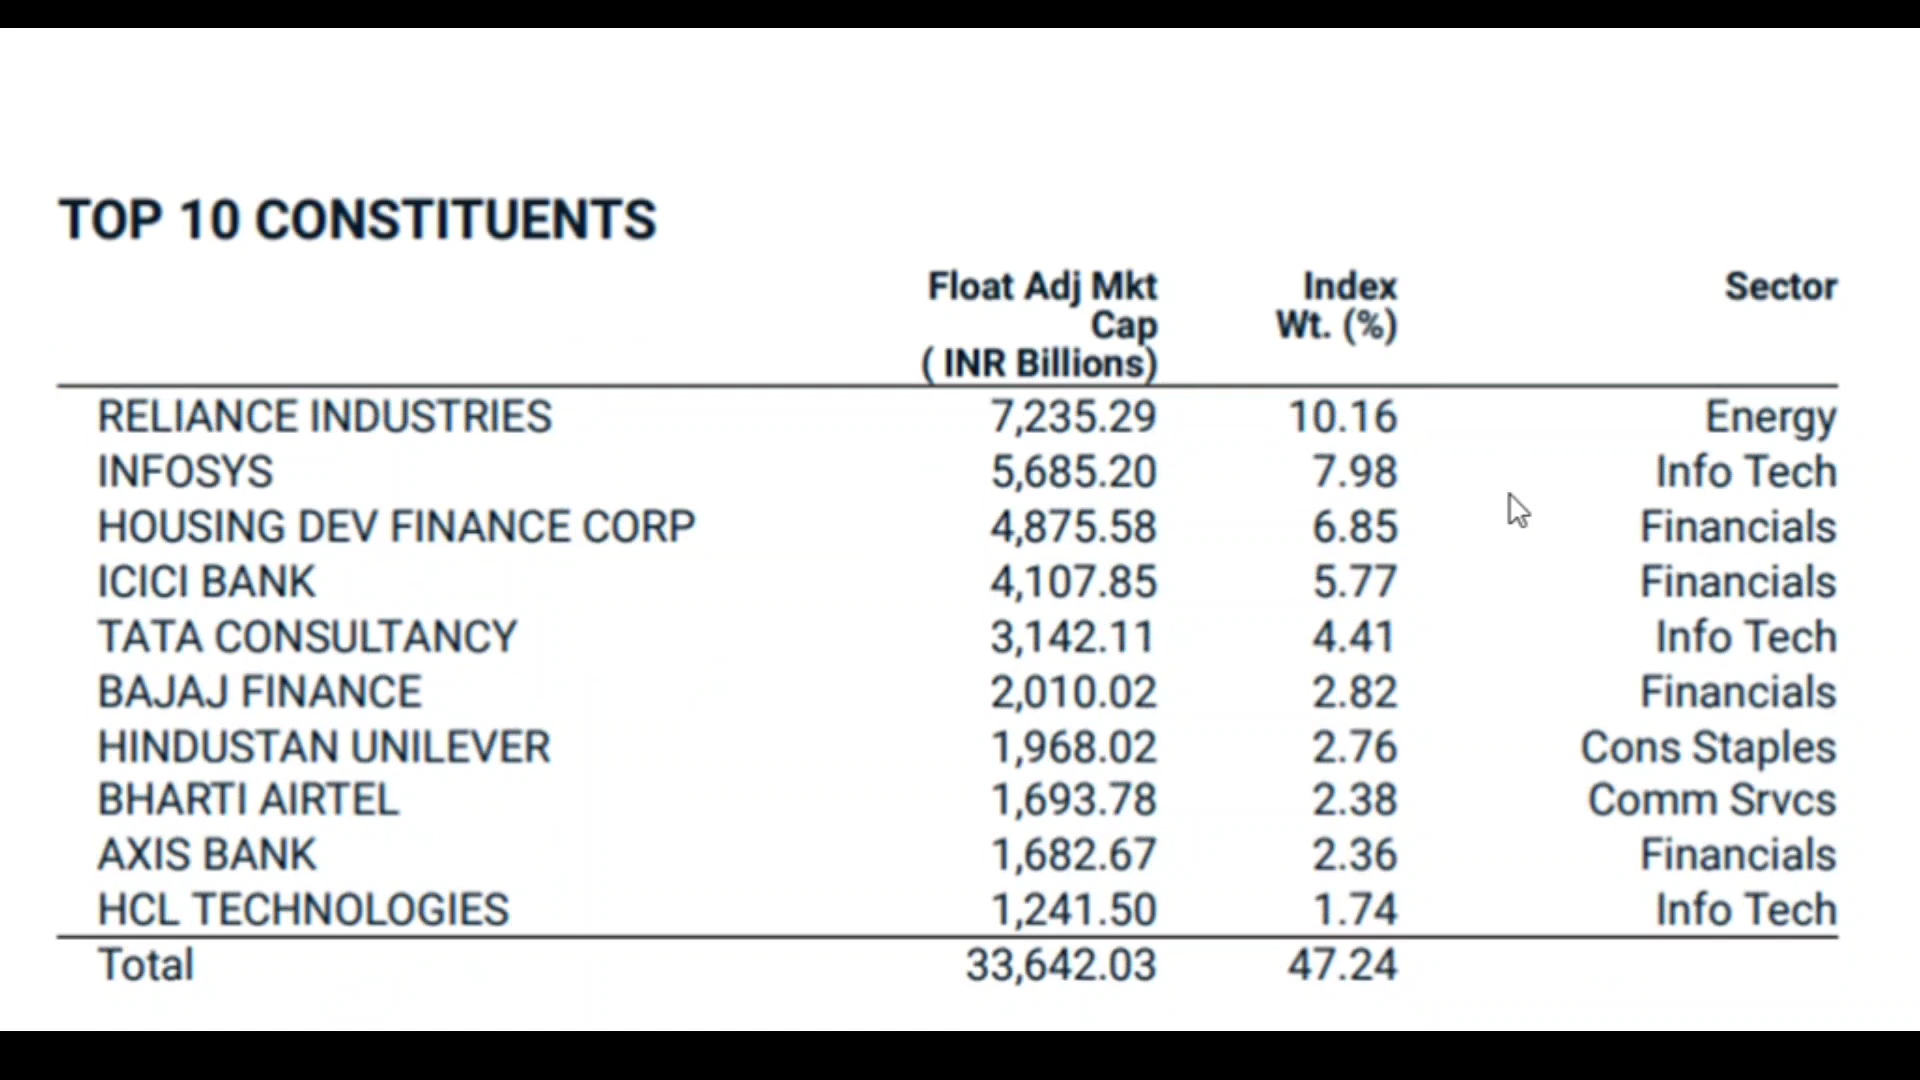 TOP 10 CONSTITUENTS
Float Adj Mkt Index Sector
Cap Wt. (%)
( INR Billions)
RELIANCE INDUSTRIES 7,235.29 10.16 Energy
INFOSYS 5,685.20 7.98 Info Tech
HOUSING DEV FINANCE CORP 4,875.58 6.85 Financials
ICICI BANK 4,107.85 5.77 Financials
TATA CONSULTANCY 3,142.11 4.41 Info Tech
BAJAJ FINANCE 2,010.02 2.82 Financials
HINDUSTAN UNILEVER 1,968.02 2.76 Cons Staples
BHARTI AIRTEL 1,693.78 2.38 Comm Srvcs
AXIS BANK 1,682.67 2.36 Financials
HCL TECHNOLOGIES 1,241.50 1.74 Info Tech
Total 33,642.03 47.24